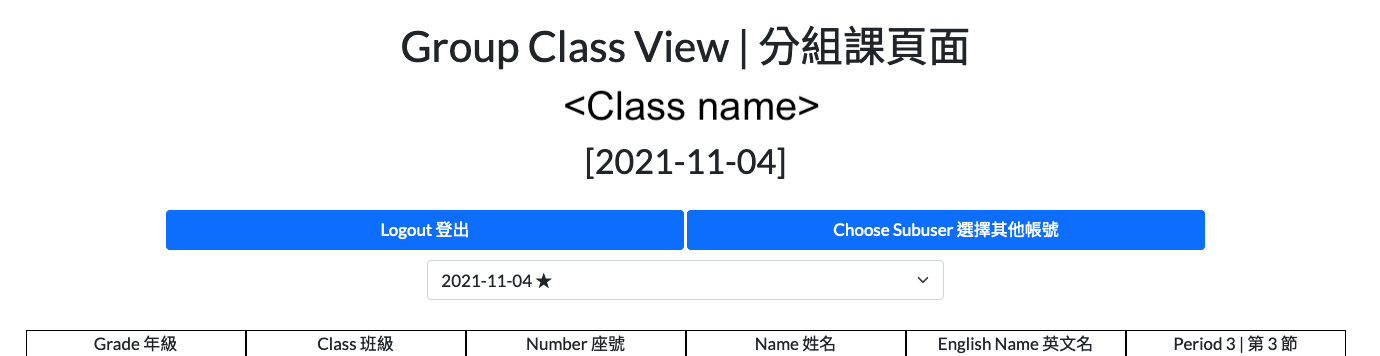 Group Class View | 分組課頁面
<Class name>
[2021-11-04]
Logout 登出 Choose Subuser 選擇其他帳號
2021-11-04 ★
Grade 年級 Class 班級 Number 座號 Name 姓名 English Name 英文名 Period 3 | 第 3 節